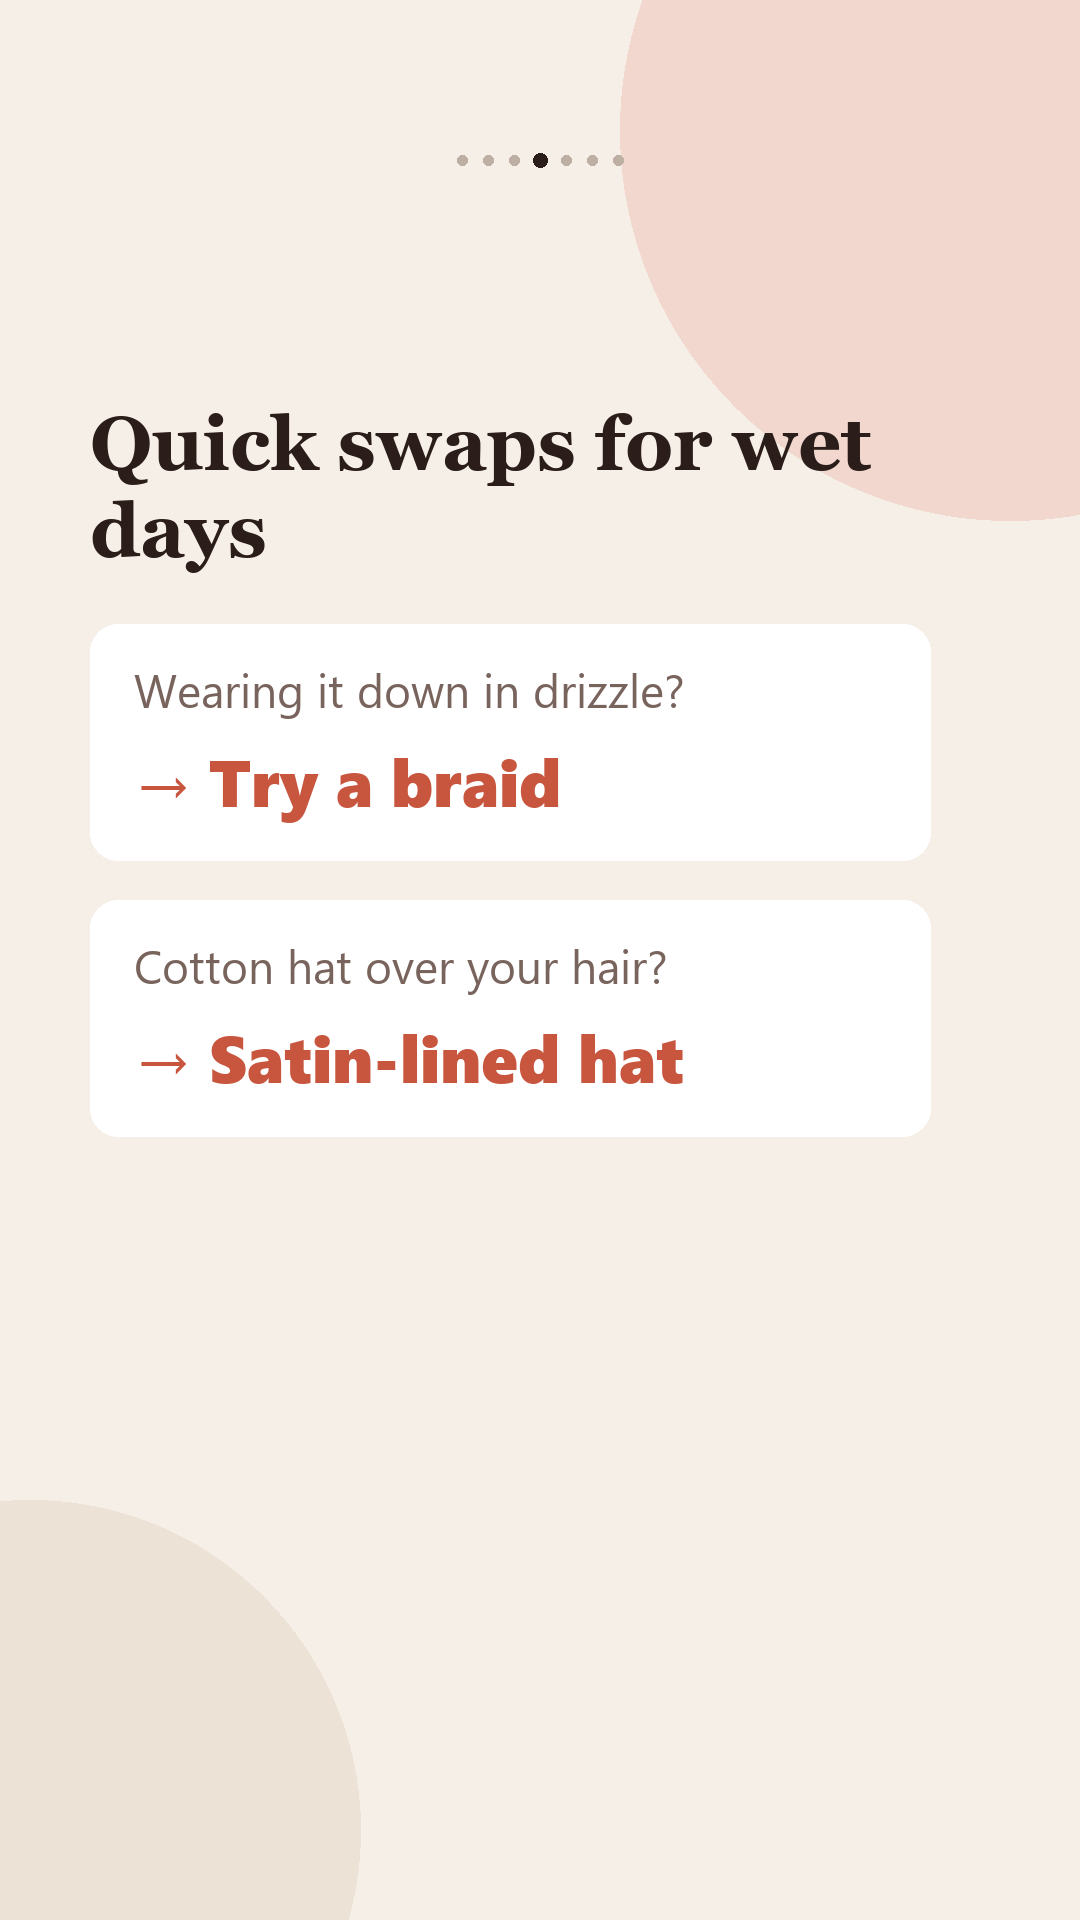 Quick swaps for wet
days
Wearing it down in drizzle?
→ Try a braid
Cotton hat over your hair?
→ Satin-lined hat